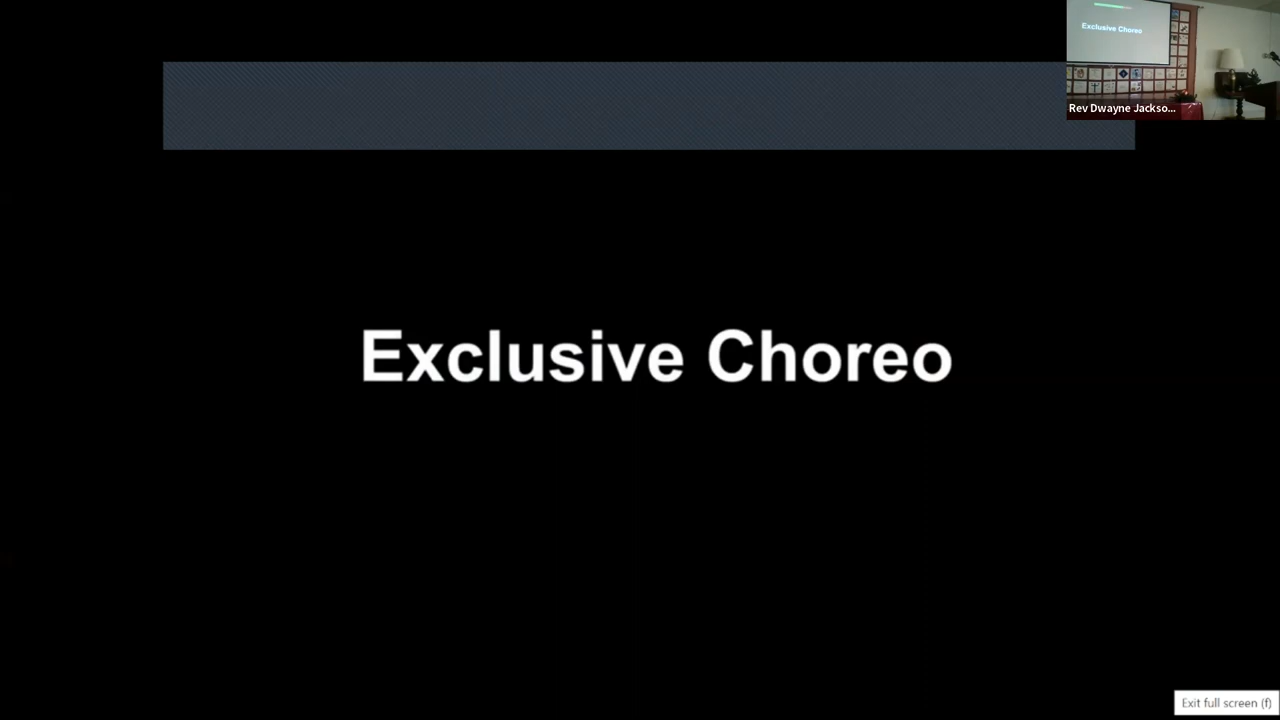 Exclusive Choreo
Rev Dwayne Jackso...
Exclusive Choreo
Exit full screen (f)